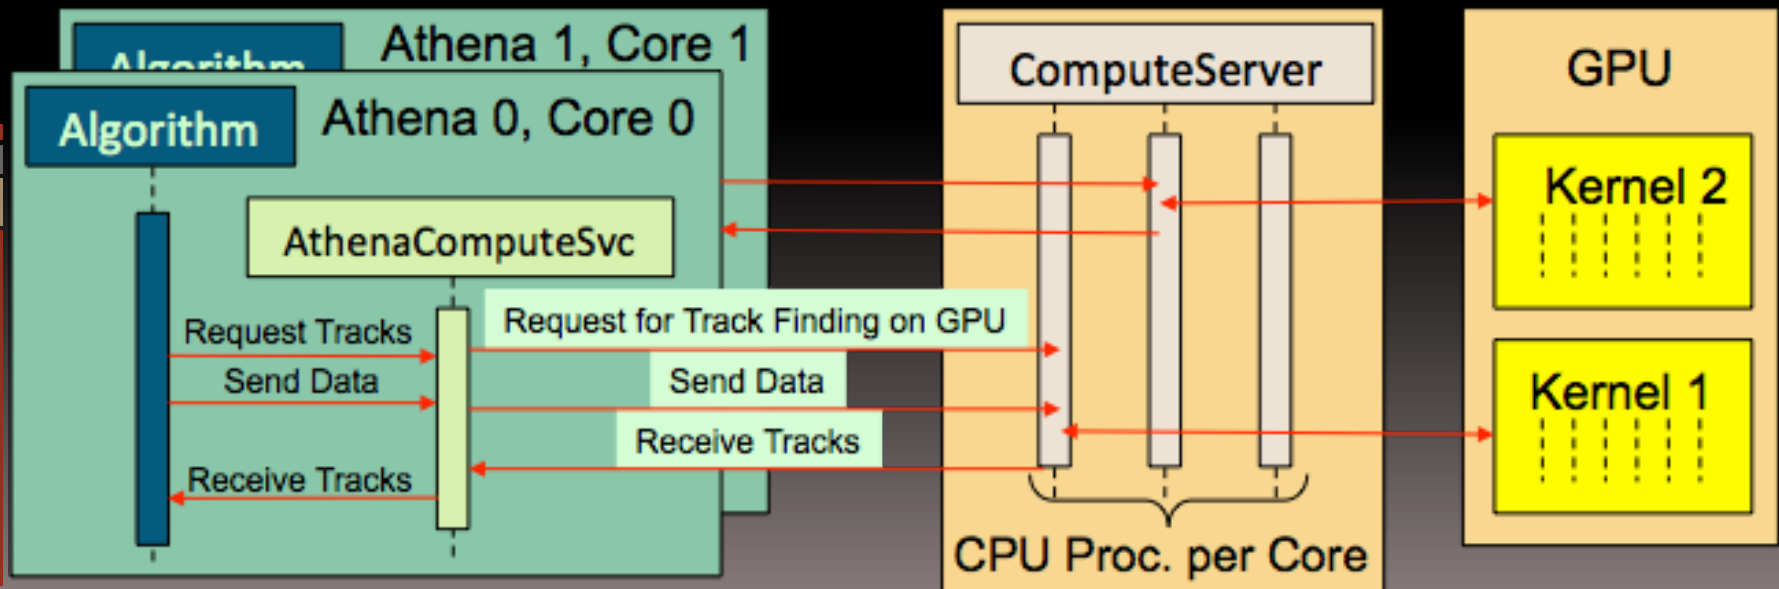 Athena 1, Core 1
Algorithm
Athena 0, Core 0
Algorithm
AthenaComputeSvc
Request Tracks
Send Data
Receive Tracks
Request for Track Finding on GPU
Send Data
Receive Tracks
ComputeServer
CPU Proc. per Core
GPU
Kernel 2
Kernel 1